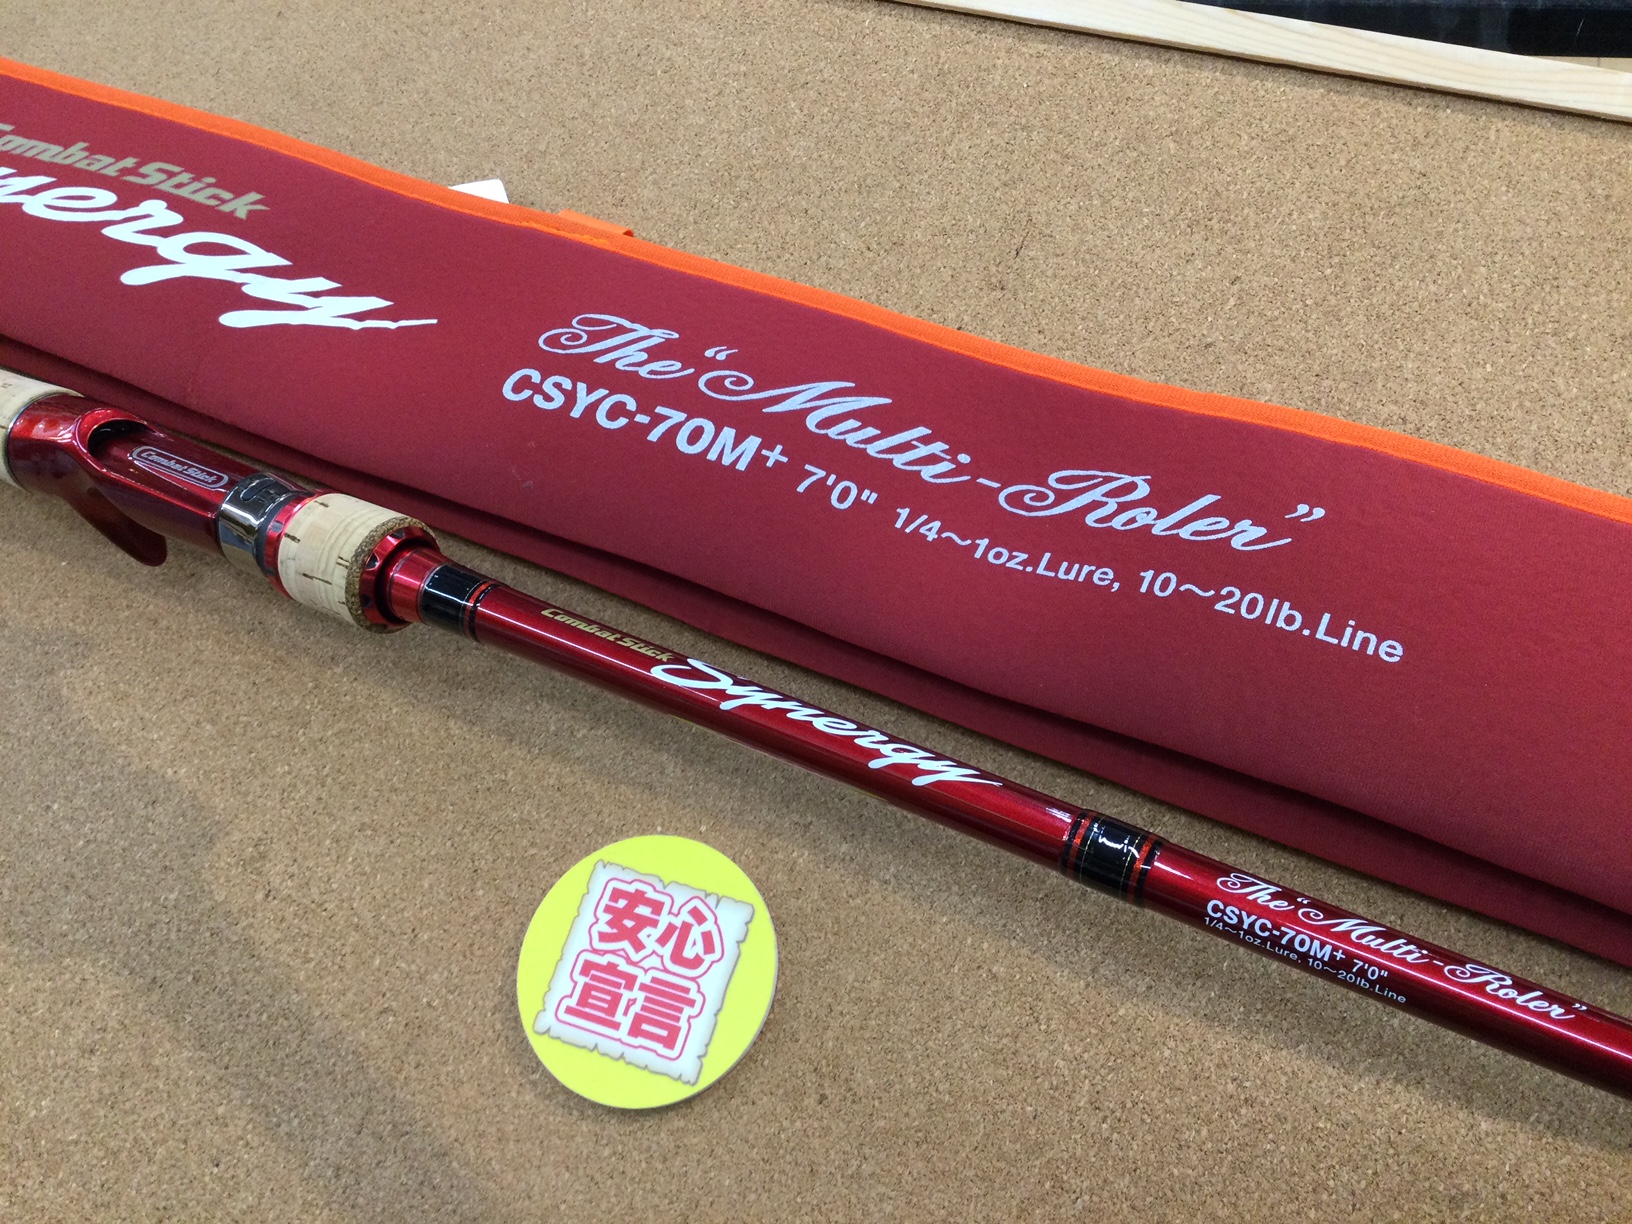 Combat Stick
nergy
The "Multi-Roler"
CSYC-70M+ 7'0" 1/4~1oz.Lure, 10~20lb.Line
Combat Stick
Combat Stick
Synergy
The "Multi-Roler"
CSYC-70M+ 7'0"
1/4~1oz.Lure, 10~20lb.Line
安心
宣言